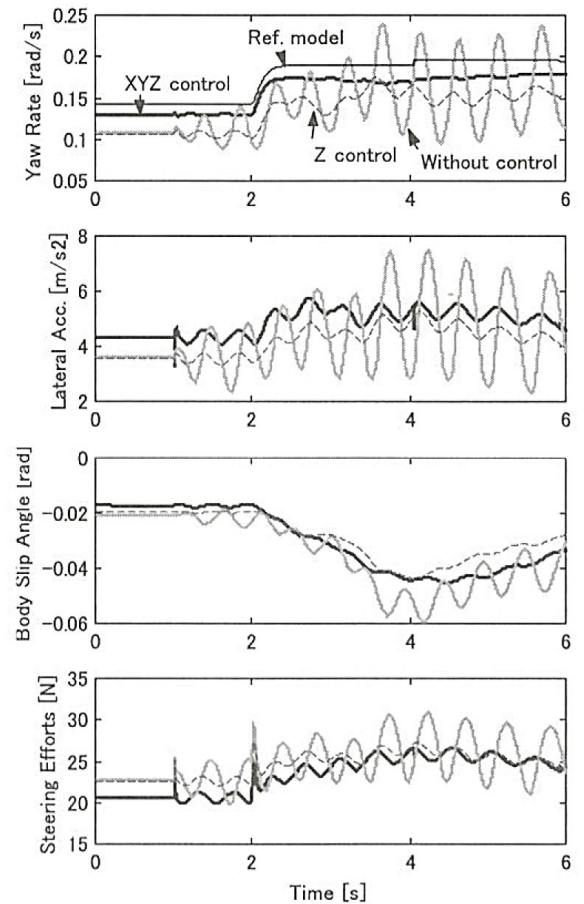 Yaw Rate [rad/s]
0.25
0.2
0.15
0.1
0.05
Ref. model
XYZ control
Z control
Without control
0 2 4 6
Lateral Acc. [m/s2]
8
6
4
2
0 2 4 6
Body Slip Angle [rad]
0
-0.02
-0.04
-0.06
0 2 4 6
Steering Efforts [N]
35
30
25
20
15
0 2 4 6
Time [s]